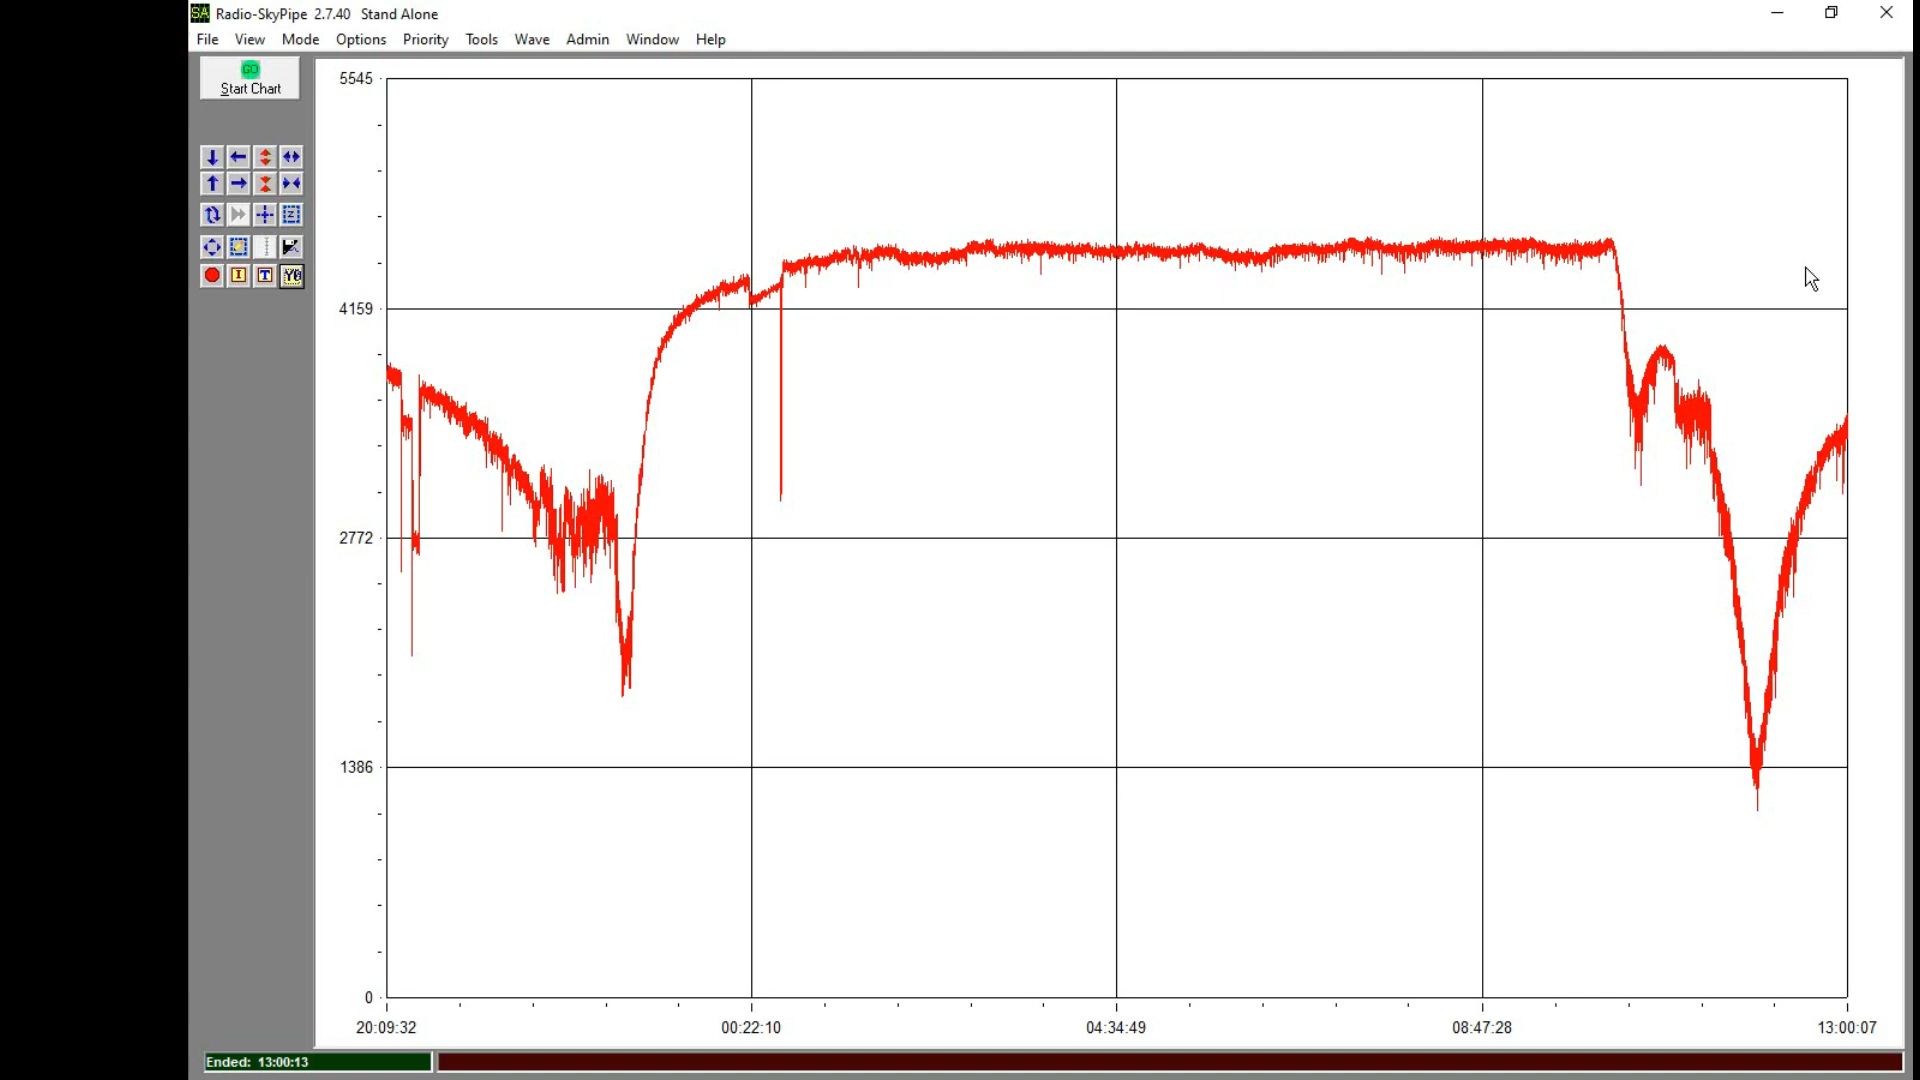 Radio-SkyPipe 2.7.40 Stand Alone
File View Mode Options Priority Tools Wave Admin Window Help
GO
Start Chart
Z
I T Y0
5545
4159
2772
1386
0
20:09:32 00:22:10 04:34:49 08:47:28 13:00:07
Ended: 13:00:13